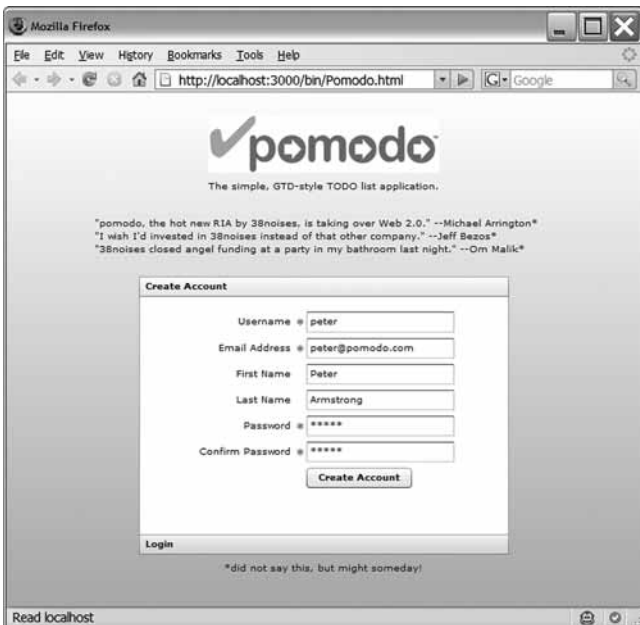 Mozilla Firefox
File Edit View History Bookmarks Tools Help
http://localhost:3000/bin/Pomodo.html
G Google
pomodo™
The simple, GTD-style TODO list application.
"pomodo, the hot new RIA by 38noises, is taking over Web 2.0." --Michael Arrington*
"I wish I'd invested in 38noises instead of that other company." --Jeff Bezos*
"38noises closed angel funding at a party in my bathroom last night." --Om Malik*
Create Account
Username * peter
Email Address * peter@pomodo.com
First Name Peter
Last Name Armstrong
Password * *****
Confirm Password * *****
Create Account
Login
*did not say this, but might someday!
Read localhost